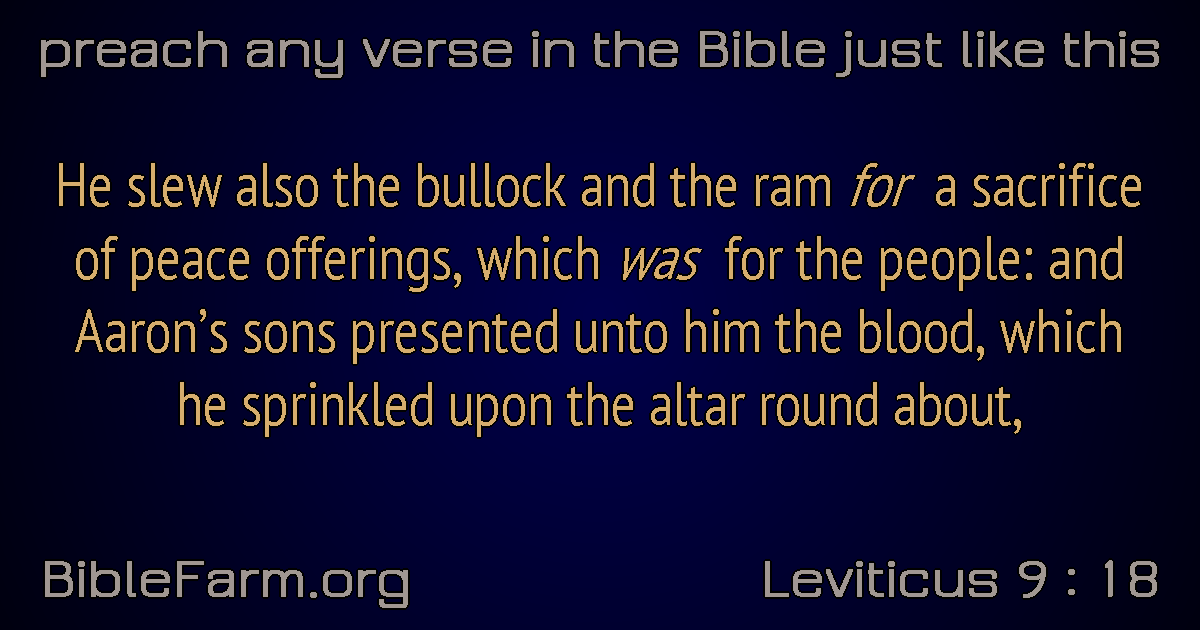 preach any verse in the Bible just like this
He slew also the bullock and the ram for a sacrifice
of peace offerings, which was for the people: and
Aaron’s sons presented unto him the blood, which
he sprinkled upon the altar round about,
BibleFarm.org
Leviticus 9 : 18